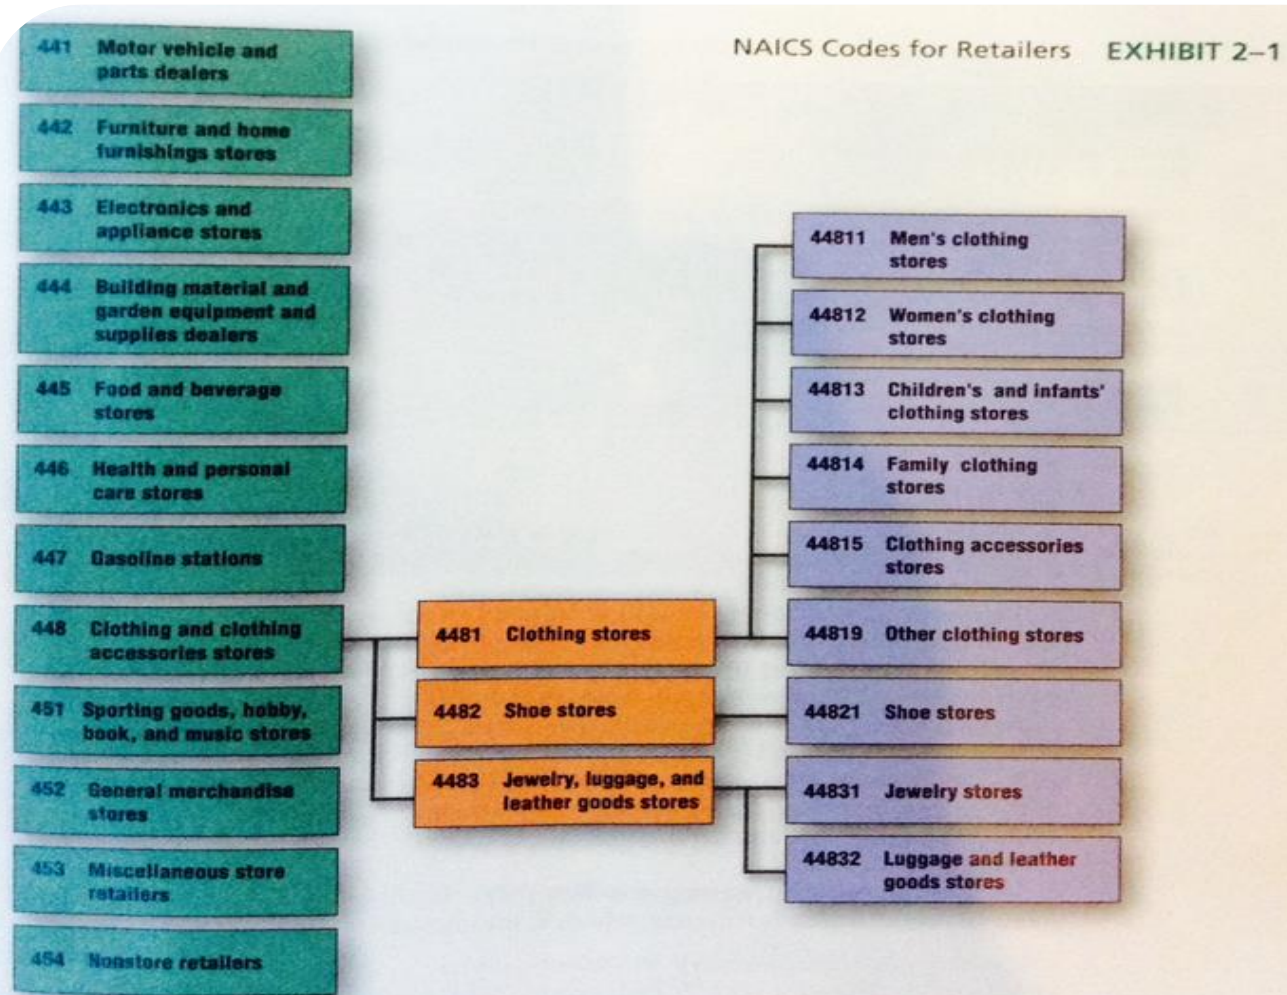 NAICS Codes for Retailers EXHIBIT 2–1
441 Motor vehicle and
parts dealers
442 Furniture and home
furnishings stores
443 Electronics and
appliance stores
444 Building material and
garden equipment and
supplies dealers
445 Food and beverage
stores
446 Health and personal
care stores
447 Gasoline stations
448 Clothing and clothing
accessories stores
451 Sporting goods, hobby,
book, and music stores
452 General merchandise
stores
453 Miscellaneous store
retailers
454 Nonstore retailers
4481 Clothing stores
4482 Shoe stores
4483 Jewelry, luggage, and
leather goods stores
44811 Men's clothing
stores
44812 Women's clothing
stores
44813 Children's and infants'
clothing stores
44814 Family clothing
stores
44815 Clothing accessories
stores
44819 Other clothing stores
44821 Shoe stores
44831 Jewelry stores
44832 Luggage and leather
goods stores